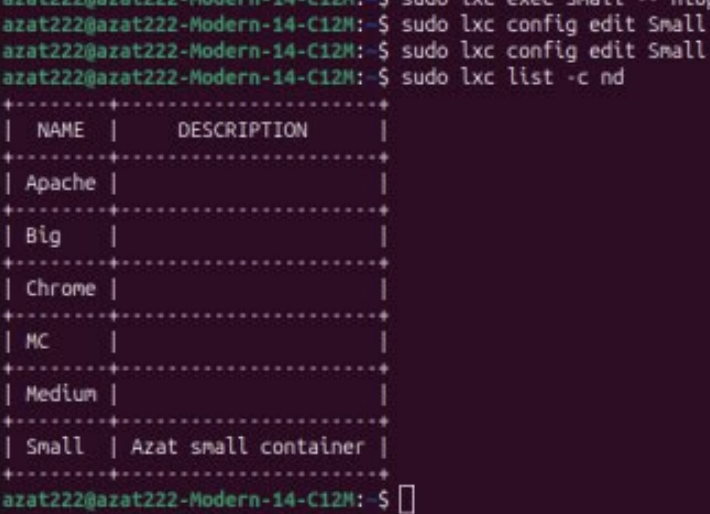 azat222@azat222-Modern-14-C12M:~$ sudo lxc exec Small --
azat222@azat222-Modern-14-C12M:~$ sudo lxc config edit Small
azat222@azat222-Modern-14-C12M:~$ sudo lxc config edit Small
azat222@azat222-Modern-14-C12M:~$ sudo lxc list -c nd
| NAME | DESCRIPTION |
| Apache | |
| Big | |
| Chrome | |
| MC | |
| Medium | |
| Small | Azat small container |
azat222@azat222-Modern-14-C12M:~$